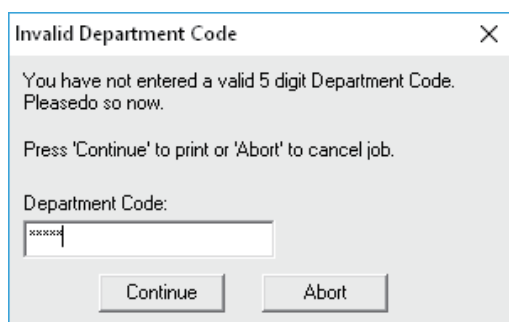 Invalid Department Code
You have not entered a valid 5 digit Department Code.
Pleasedo so now.
Press 'Continue' to print or 'Abort' to cancel job.
Department Code:
*****
Continue
Abort